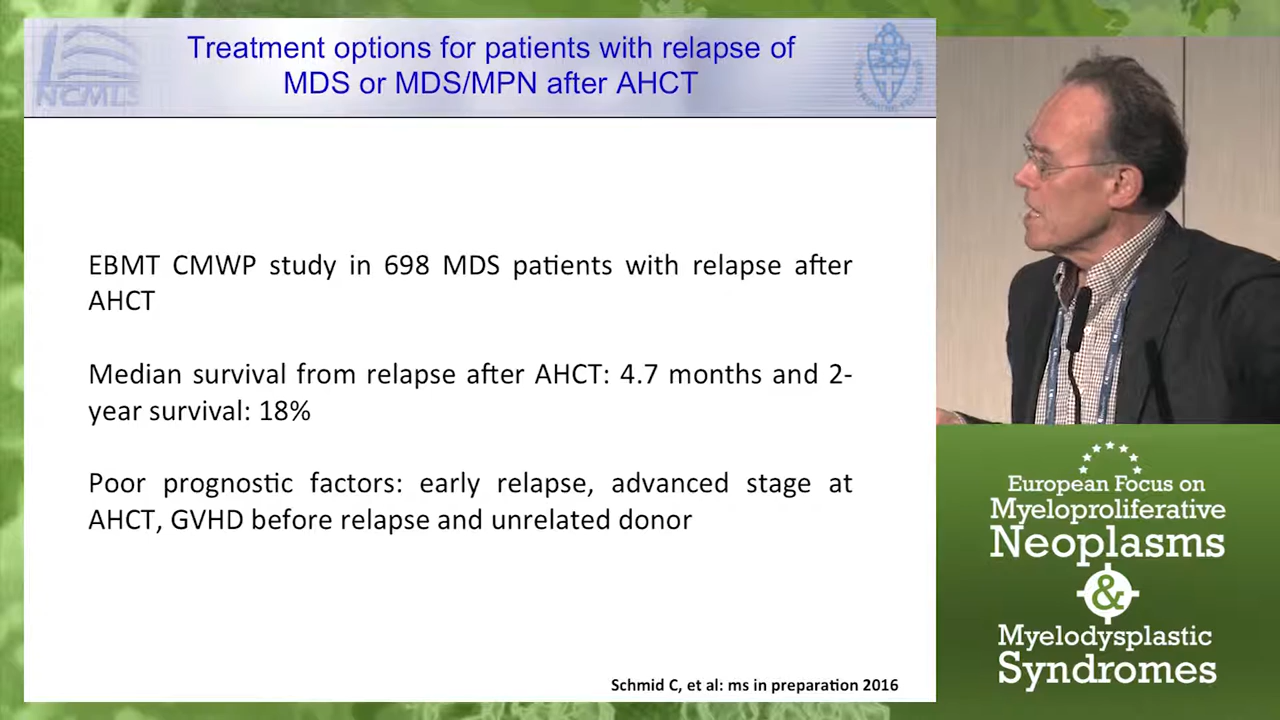 NCMLS
Treatment options for patients with relapse of
MDS or MDS/MPN after AHCT
EBMT CMWP study in 698 MDS patients with relapse after
AHCT
Median survival from relapse after AHCT: 4.7 months and 2-
year survival: 18%
Poor prognostic factors: early relapse, advanced stage at
AHCT, GVHD before relapse and unrelated donor
Schmid C, et al: ms in preparation 2016
European Focus on
Myeloproliferative
Neoplasms
&
Myelodysplastic
Syndromes